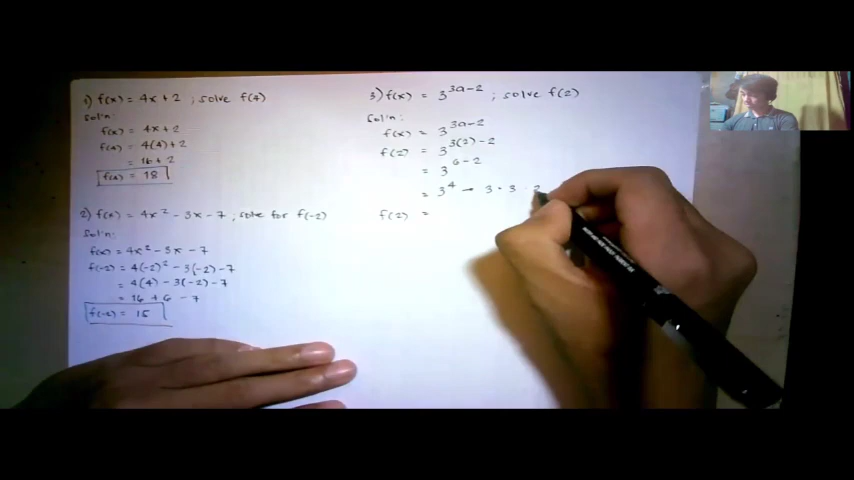 1) f(x) = 4x + 2 ; solve f(4)
Sol'n:
f(x) = 4x + 2
f(4) = 4(4) + 2
= 16 + 2
f(4) = 18
2) f(x) = 4x² - 3x - 7 ; solve for f(-2)
Sol'n:
f(x) = 4x² - 3x - 7
f(-2) = 4(-2)² - 3(-2) - 7
= 4(4) - 3(-2) - 7
= 16 + 6 - 7
f(-2) = 15
3) f(x) = 3^{3a-2} ; solve f(2)
Sol'n:
f(x) = 3^{3a-2}
f(2) = 3^{3(2)-2}
= 3^{6-2}
= 3^4 → 3 · 3 · 3
f(2) =